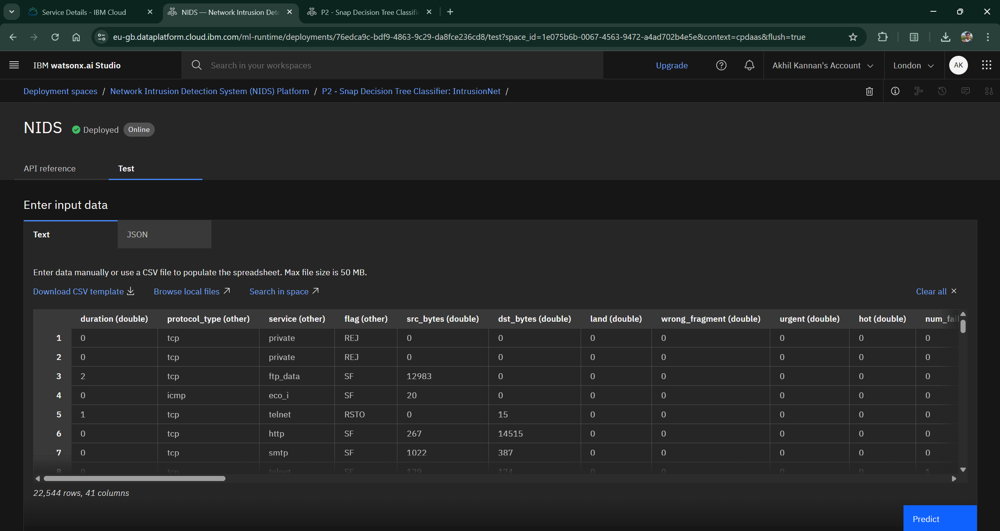 Service Details - IBM Cloud
NIDS — Network Intrusion Dete
P2 - Snap Decision Tree Classifi
eu-gb.dataplatform.cloud.ibm.com/ml-runtime/deployments/76edca9c-bdf9-4863-9c29-da8fce236cd8/test?space_id=1e075b6b-0067-4563-9472-a4ad702b4e5e&context=cpdaas&flush=true
IBM watsonx.ai Studio
Search in your workspaces
Upgrade
Akhil Kannan's Account
London
AK
Deployment spaces / Network Intrusion Detection System (NIDS) Platform / P2 - Snap Decision Tree Classifier: IntrusionNet /
NIDS Deployed Online
API reference Test
Enter input data
Text JSON
Enter data manually or use a CSV file to populate the spreadsheet. Max file size is 50 MB.
Download CSV template Browse local files Search in space Clear all
duration (double) protocol_type (other) service (other) flag (other) src_bytes (double) dst_bytes (double) land (double) wrong_fragment (double) urgent (double) hot (double) num_fail
1 0 tcp private REJ 0 0 0 0 0 0 0
2 0 tcp private REJ 0 0 0 0 0 0 0
3 2 tcp ftp_data SF 12983 0 0 0 0 0 0
4 0 icmp eco_i SF 20 0 0 0 0 0 0
5 1 tcp telnet RSTO 0 15 0 0 0 0 0
6 0 tcp http SF 267 14515 0 0 0 0 0
7 0 tcp smtp SF 1022 387 0 0 0 0 0
8 0 tcp telnet SF 129 174 0 0 0 0 1
22,544 rows, 41 columns
Predict